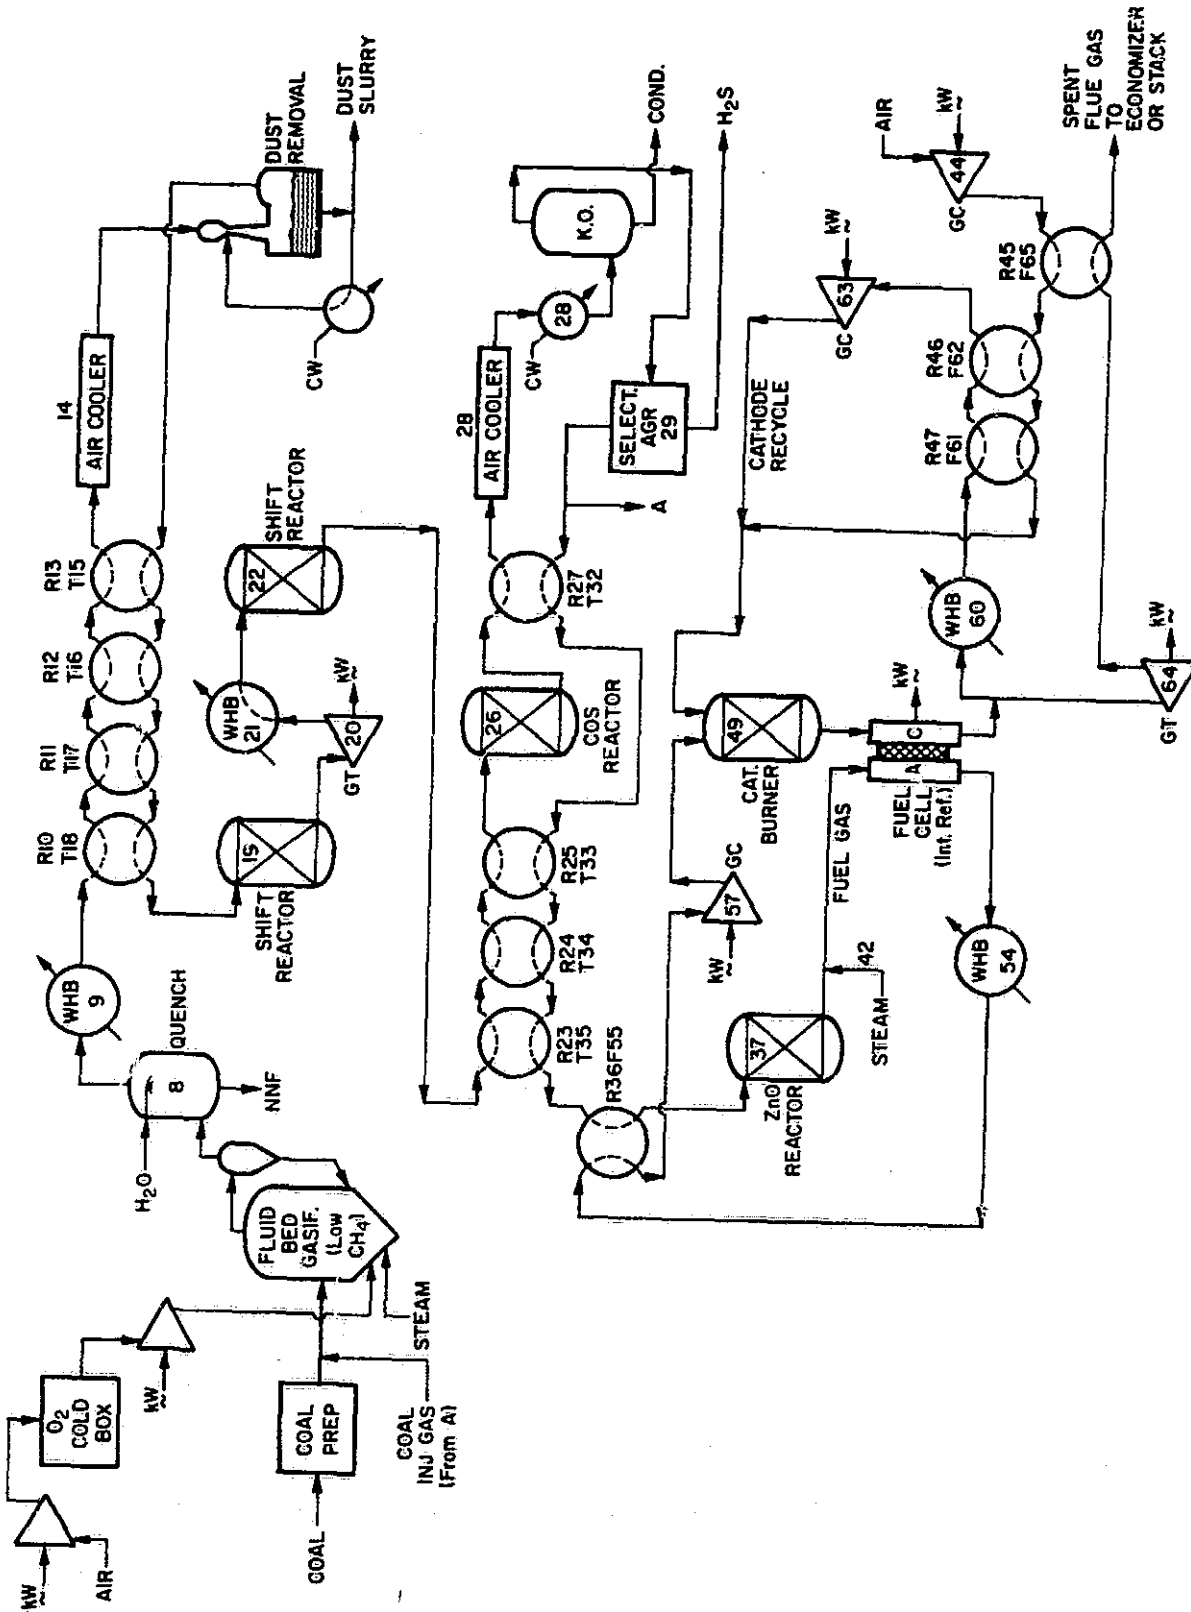 kW
~
AIR
O2
COLD
BOX
kW
~
COAL
COAL
PREP
COAL
INJ GAS
(From A)
STEAM
FLUID
BED
GASIF.
(Low
CH4)
H2O
8
QUENCH
NNF
WHB
9
R10
T18
R11
T17
R12
T16
R13
T15
14
AIR COOLER
DUST
REMOVAL
DUST
SLURRY
CW
SHIFT
REACTOR
19
GT
20
kW
~
WHB
21
22
SHIFT
REACTOR
R23
T35
R24
T34
R25
T33
26
COS
REACTOR
R27
T32
28
AIR COOLER
CW
28
K.O.
COND.
SELECT.
AGR
29
H2S
A
R36F55
ZnO
REACTOR
37
STEAM
42
FUEL GAS
kW
~
57
GC
CAT.
BURNER
49
CATHODE
RECYCLE
GC
63
kW
~
AIR
GC
44
kW
~
R45
F65
R46
F62
R47
F61
WHB
60
FUEL
CELL
(Int. Ref.)
A
C
kW
~
WHB
54
GT
64
kW
~
SPENT
FLUE GAS
TO
ECONOMIZER
OR STACK